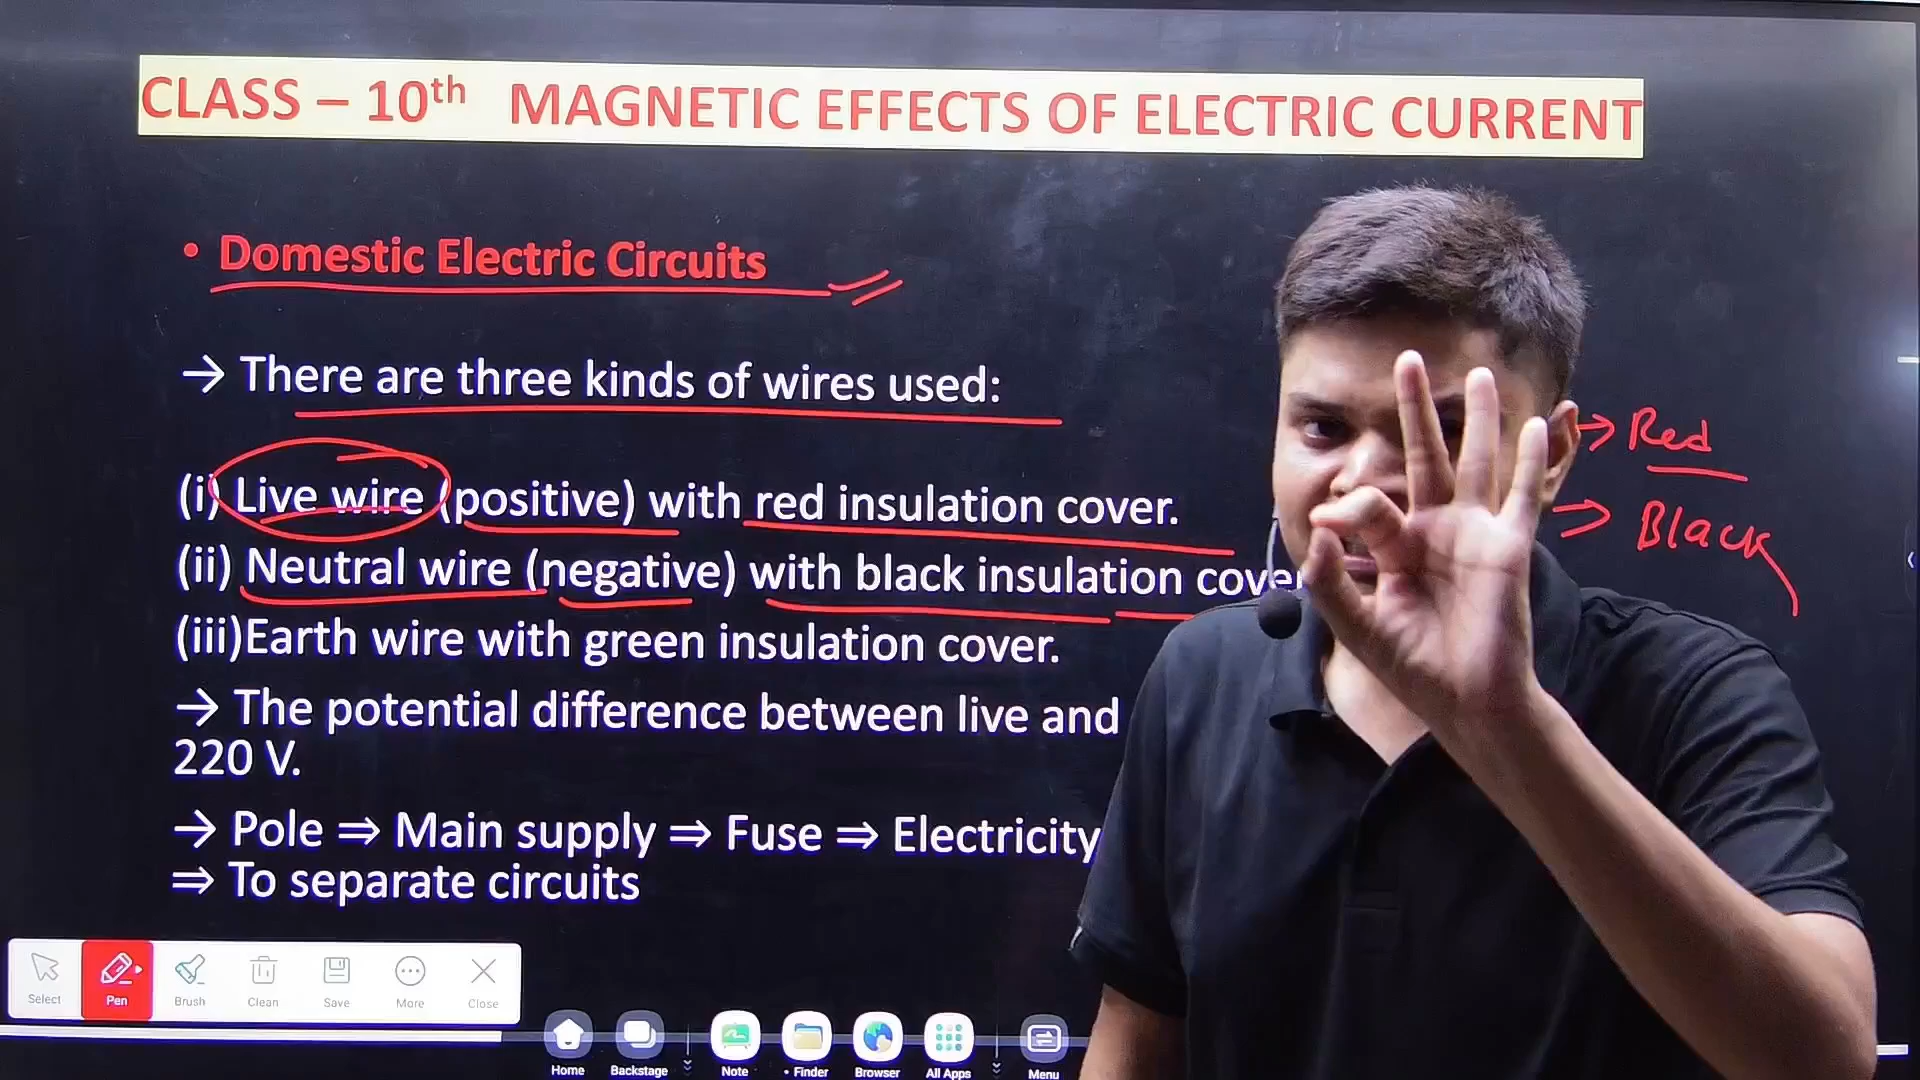 CLASS – 10th MAGNETIC EFFECTS OF ELECTRIC CURRENT
• Domestic Electric Circuits
→ There are three kinds of wires used:
→ Red
(i) Live wire (positive) with red insulation cover.
⇒ Black
(ii) Neutral wire (negative) with black insulation cove
(iii)Earth wire with green insulation cover.
→ The potential difference between live and
220 V.
→ Pole ⇒ Main supply ⇒ Fuse ⇒ Electricity
⇒ To separate circuits
Select Pen Brush Clean Save More Close
Home Backstage Note • Finder Browser All Apps Menu